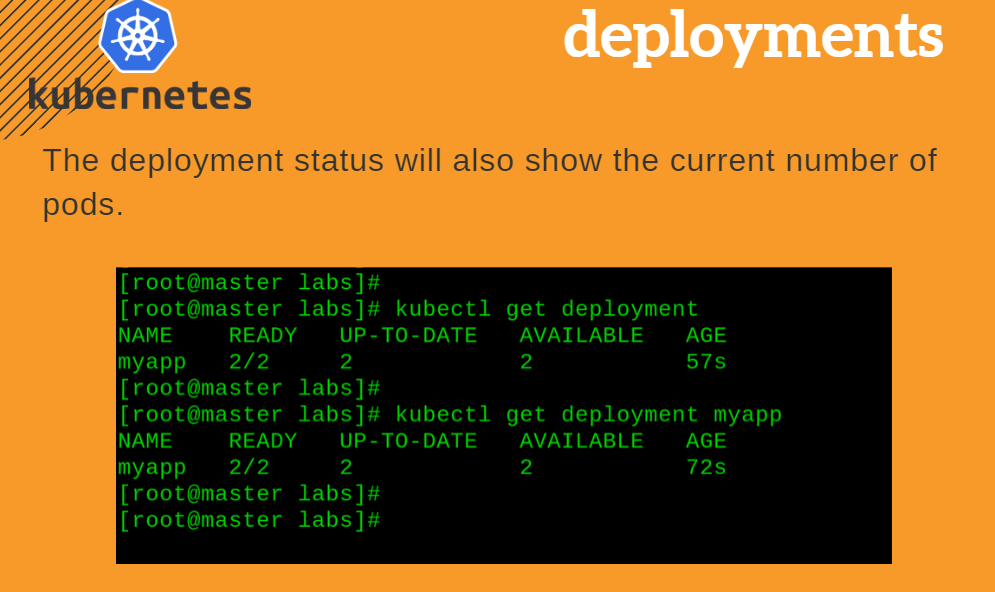 deployments
kubernetes
The deployment status will also show the current number of
pods.
[root@master labs]#
[root@master labs]# kubectl get deployment
NAME    READY   UP-TO-DATE   AVAILABLE   AGE
myapp   2/2     2            2           57s
[root@master labs]#
[root@master labs]# kubectl get deployment myapp
NAME    READY   UP-TO-DATE   AVAILABLE   AGE
myapp   2/2     2            2           72s
[root@master labs]#
[root@master labs]#